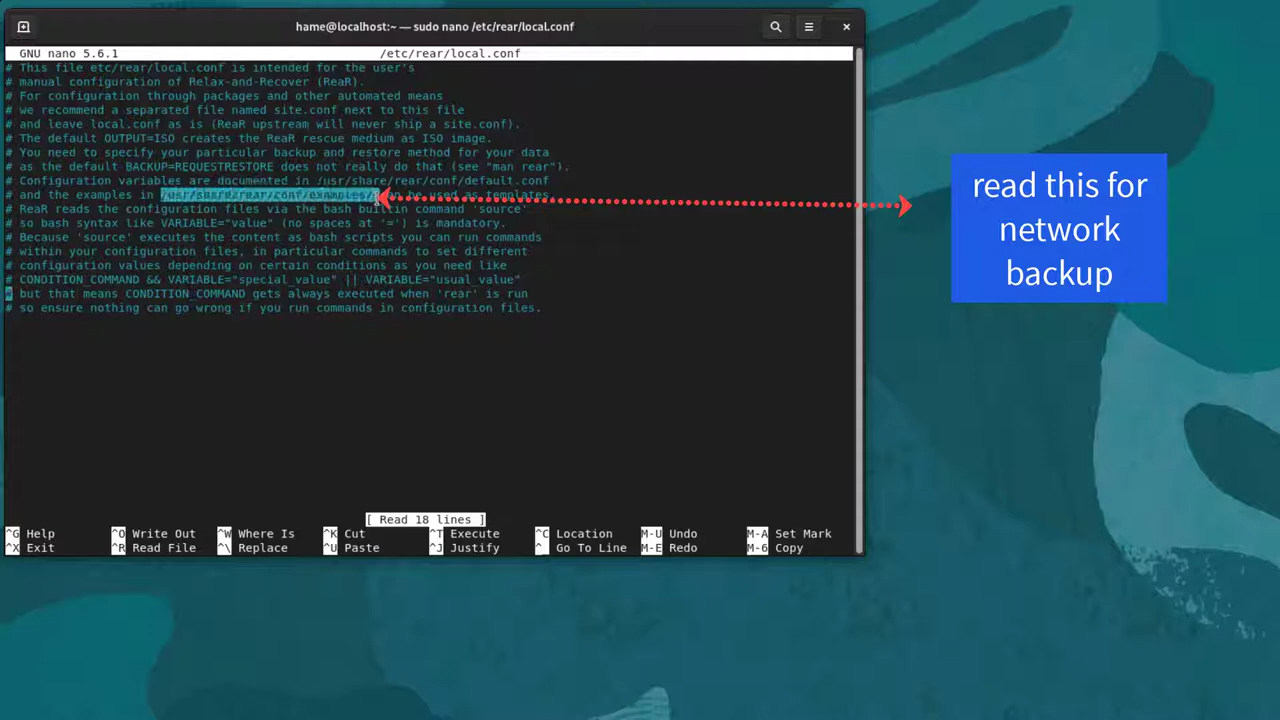 hame@localhost:~ — sudo nano /etc/rear/local.conf
GNU nano 5.6.1 /etc/rear/local.conf
# This file etc/rear/local.conf is intended for the user's
# manual configuration of Relax-and-Recover (ReaR).
# For configuration through packages and other automated means
# we recommend a separated file named site.conf next to this file
# and leave local.conf as is (ReaR upstream will never ship a site.conf).
# The default OUTPUT=ISO creates the ReaR rescue medium as ISO image.
# You need to specify your particular backup and restore method for your data
# as the default BACKUP=REQUESTRESTORE does not really do that (see "man rear").
# Configuration variables are documented in /usr/share/rear/conf/default.conf
# and the examples in /usr/share/rear/conf/examples/ can be used as templates.
# ReaR reads the configuration files via the bash builtin command 'source'
# so bash syntax like VARIABLE="value" (no spaces at '=') is mandatory.
# Because 'source' executes the content as bash scripts you can run commands
# within your configuration files, in particular commands to set different
# configuration values depending on certain conditions as you need like
# CONDITION_COMMAND && VARIABLE="special_value" || VARIABLE="usual_value"
# but that means CONDITION_COMMAND gets always executed when 'rear' is run
# so ensure nothing can go wrong if you run commands in configuration files.
read this for
network
backup
[ Read 18 lines ]
^G Help ^O Write Out ^W Where Is ^K Cut ^T Execute ^C Location M-U Undo M-A Set Mark
^X Exit ^R Read File ^\ Replace ^U Paste ^J Justify ^_ Go To Line M-E Redo M-6 Copy